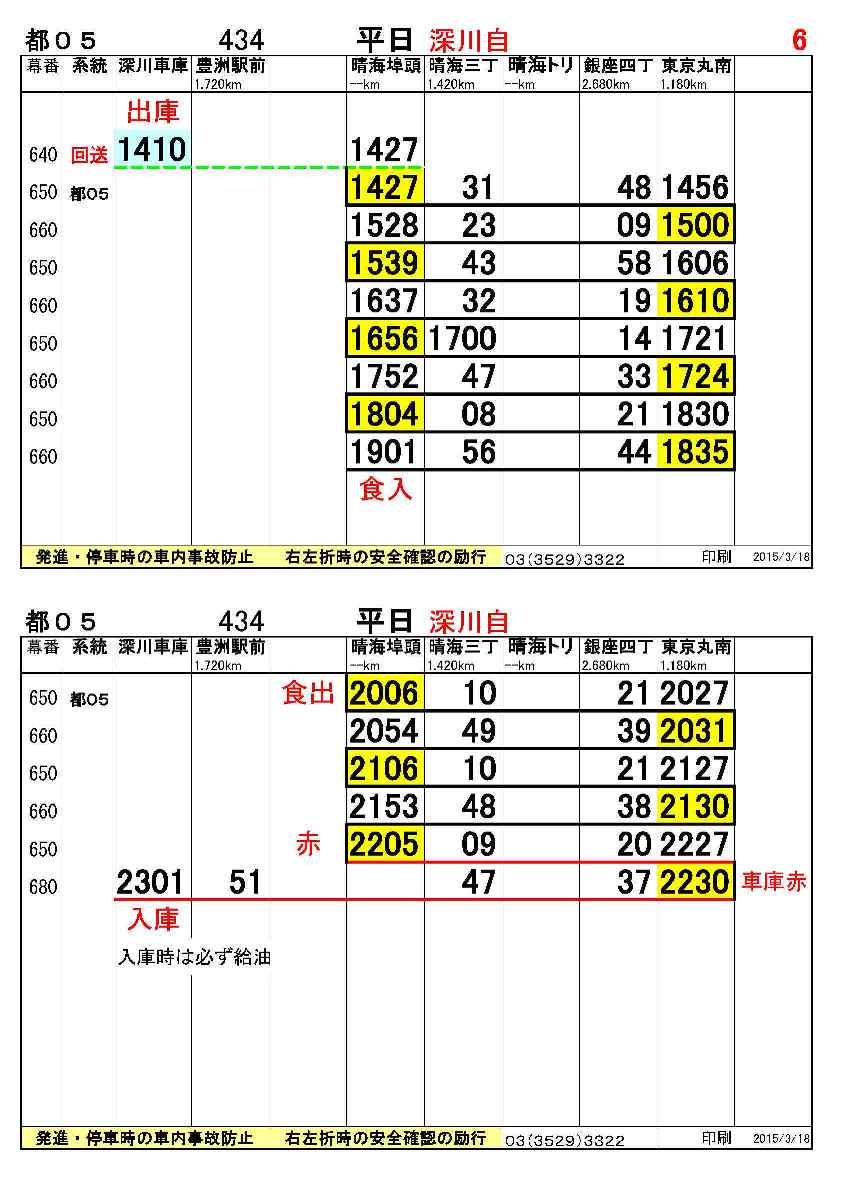 都０５ 434 平日 深川自 6
幕番 系統 深川車庫 豊洲駅前 晴海埠頭 晴海三丁 晴海トリ 銀座四丁 東京丸南
1.720km --km 1.420km --km 2.680km 1.180km
出庫
640 回送 1410 1427
650 都05 1427 31 48 1456
660 1528 23 09 1500
650 1539 43 58 1606
660 1637 32 19 1610
650 1656 1700 14 1721
660 1752 47 33 1724
650 1804 08 21 1830
660 1901 56 44 1835
食入
発進・停車時の車内事故防止 右左折時の安全確認の励行 03(3529)3322 印刷 2015/3/18
都０５ 434 平日 深川自
幕番 系統 深川車庫 豊洲駅前 晴海埠頭 晴海三丁 晴海トリ 銀座四丁 東京丸南
1.720km --km 1.420km --km 2.680km 1.180km
650 都05 食出 2006 10 21 2027
660 2054 49 39 2031
650 2106 10 21 2127
660 2153 48 38 2130
650 赤 2205 09 20 2227
680 2301 51 47 37 2230 車庫赤
入庫
入庫時は必ず給油
発進・停車時の車内事故防止 右左折時の安全確認の励行 03(3529)3322 印刷 2015/3/18